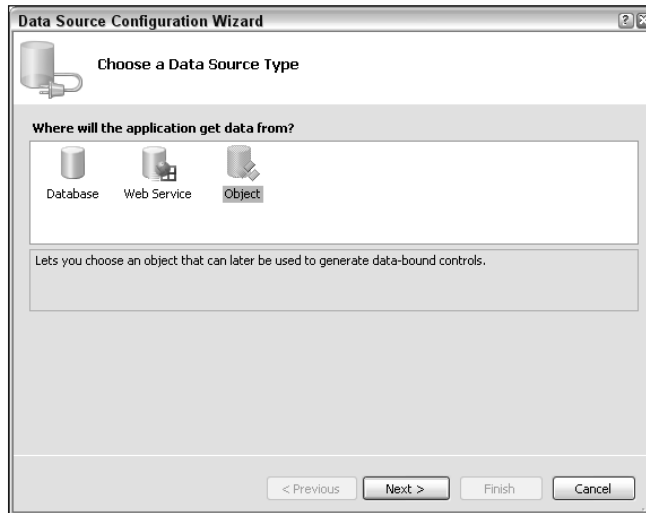 Data Source Configuration Wizard
Choose a Data Source Type
Where will the application get data from?
Database
Web Service
Object
Lets you choose an object that can later be used to generate data-bound controls.
< Previous
Next >
Finish
Cancel